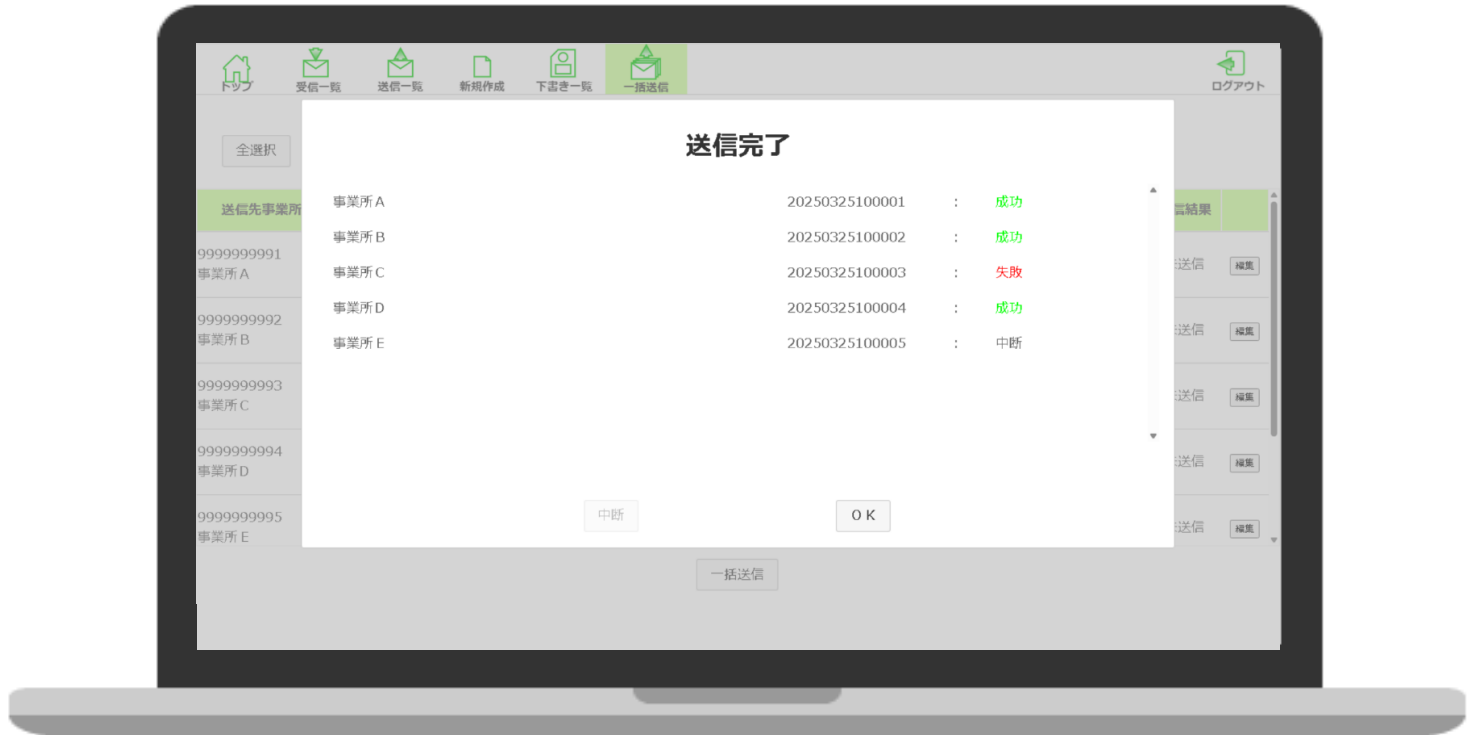 トップ 受信一覧 送信一覧 新規作成 下書き一覧 一括送信 ログアウト
全選択
送信完了
送信先事業所 信結果
事業所A 20250325100001 : 成功
事業所B 20250325100002 : 成功
事業所C 20250325100003 : 失敗
事業所D 20250325100004 : 成功
事業所E 20250325100005 : 中断
9999999991
事業所A 送信 編集
9999999992
事業所B 送信 編集
9999999993
事業所C 送信 編集
9999999994
事業所D 送信 編集
9999999995
事業所E 送信 編集
中断 OK
一括送信